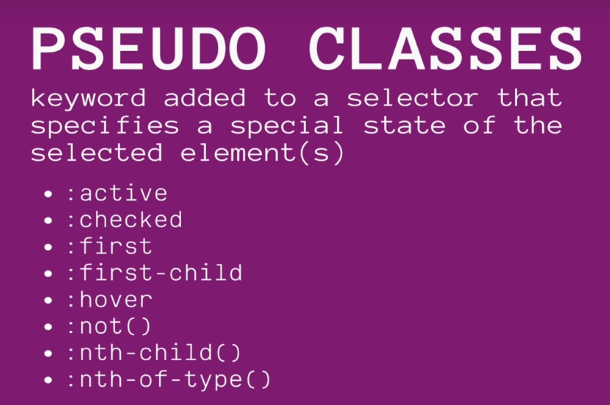 PSEUDO CLASSES
keyword added to a selector that
specifies a special state of the
selected element(s)
• :active
• :checked
• :first
• :first-child
• :hover
• :not()
• :nth-child()
• :nth-of-type()